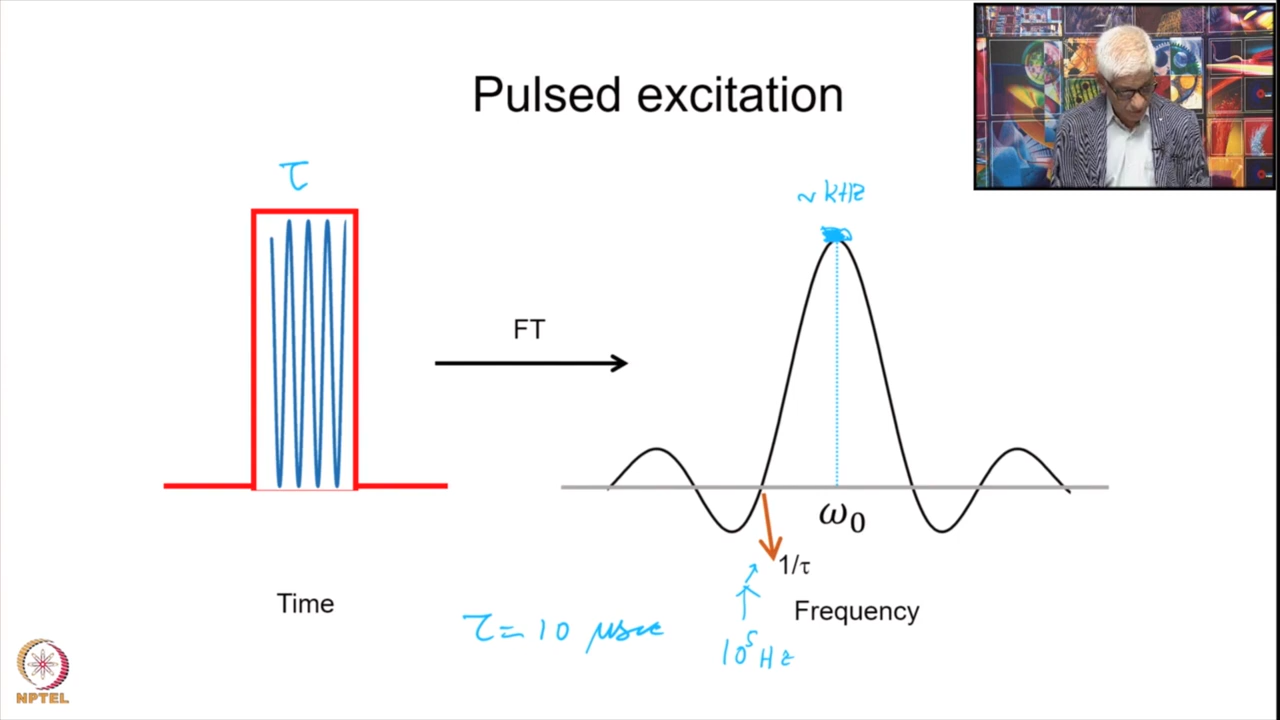 Pulsed excitation
τ
~ kHz
FT
ω₀
1/τ
Time
τ = 10 μsec
10⁵ Hz
Frequency
NPTEL